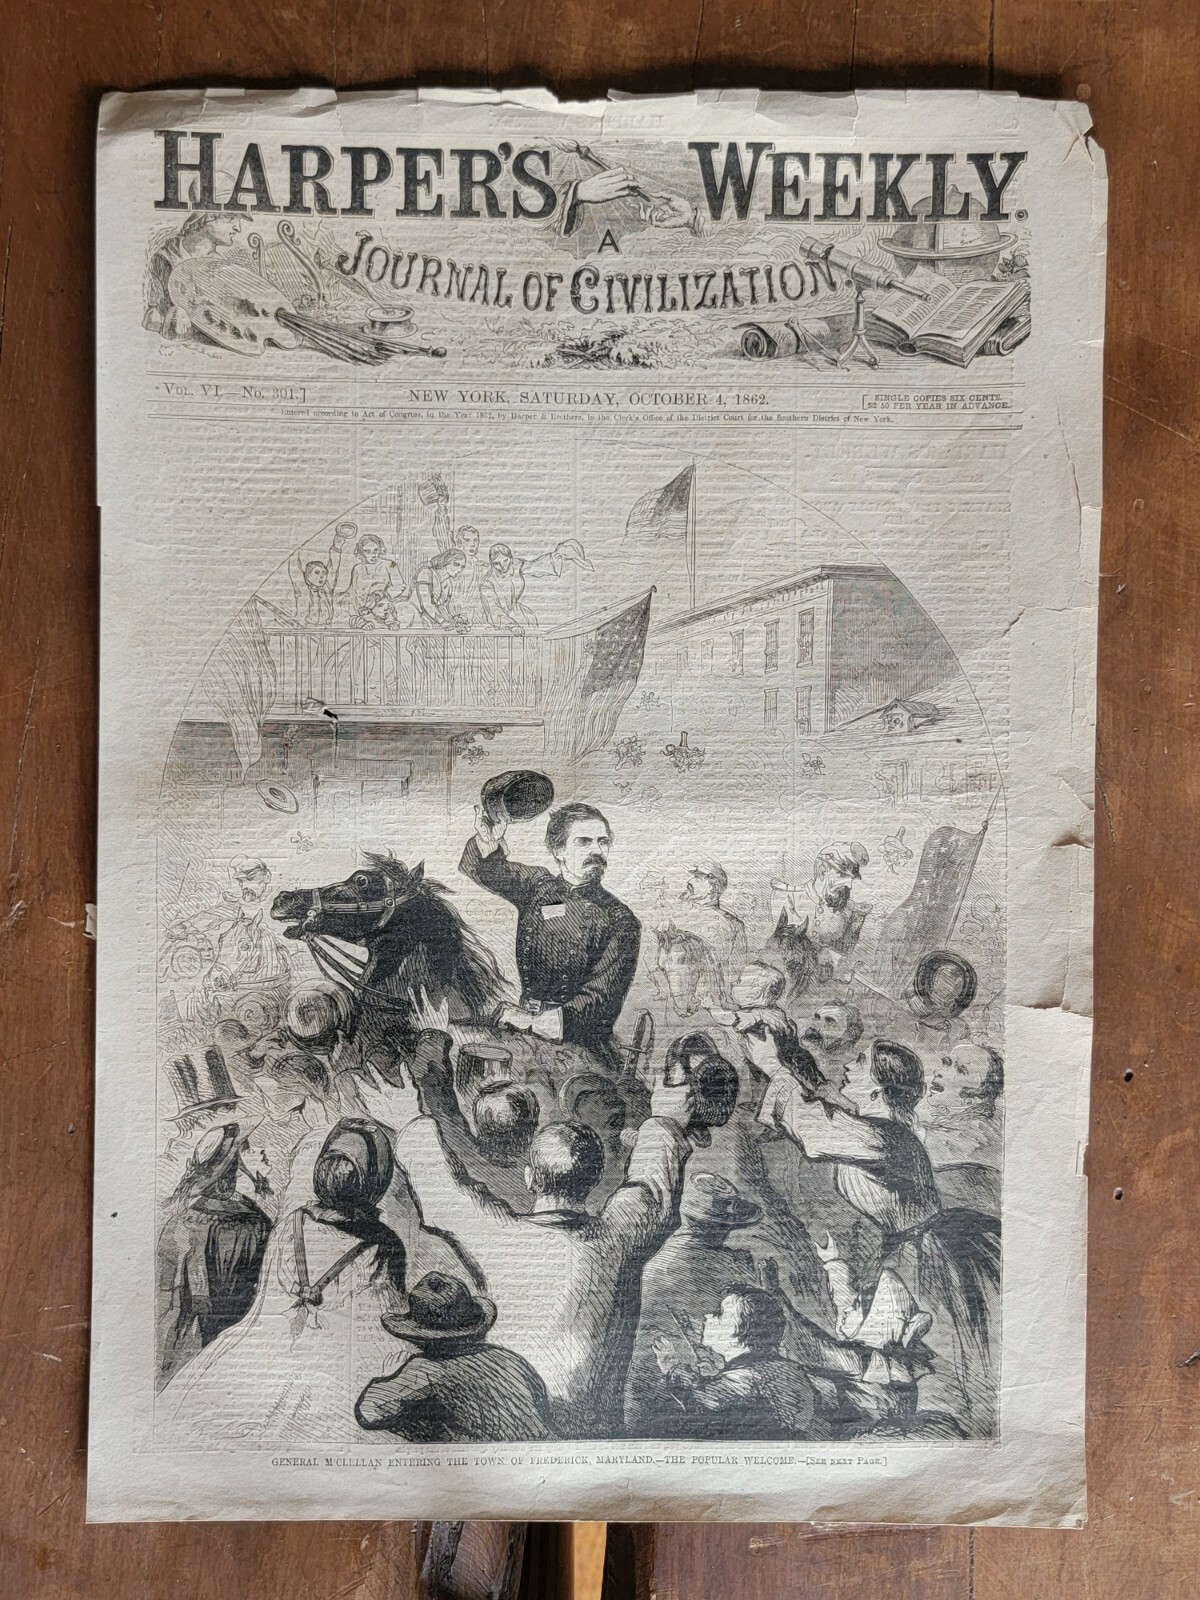 HARPER'S WEEKLY.
A
JOURNAL OF CIVILIZATION.
Vol. VI.—No. 301.]
NEW YORK, SATURDAY, OCTOBER 4, 1862.
[SINGLE COPIES SIX CENTS.
$2 50 PER YEAR IN ADVANCE.
Entered according to Act of Congress, in the Year 1862, by Harper & Brothers, in the Clerk's Office of the District Court for the Southern District of New York.
GENERAL M'CLELLAN ENTERING THE TOWN OF FREDERICK, MARYLAND.—THE POPULAR WELCOME.—[See next Page.]